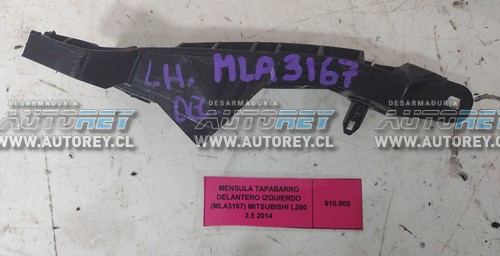 LH. MLA3167
DEL
DESARMADURIA
AUTOREY
WWW.AUTOREY.CL
DESARMADURIA
AUTOREY
WWW.AUTOREY.CL
DESARMADURIA
AUTOREY
WWW.AUTOREY.CL
MENSULA TAPABARRO
DELANTERO IZQUIERDO
(MLA3167) MITSUBISHI L200
2.5 2014
$10.000